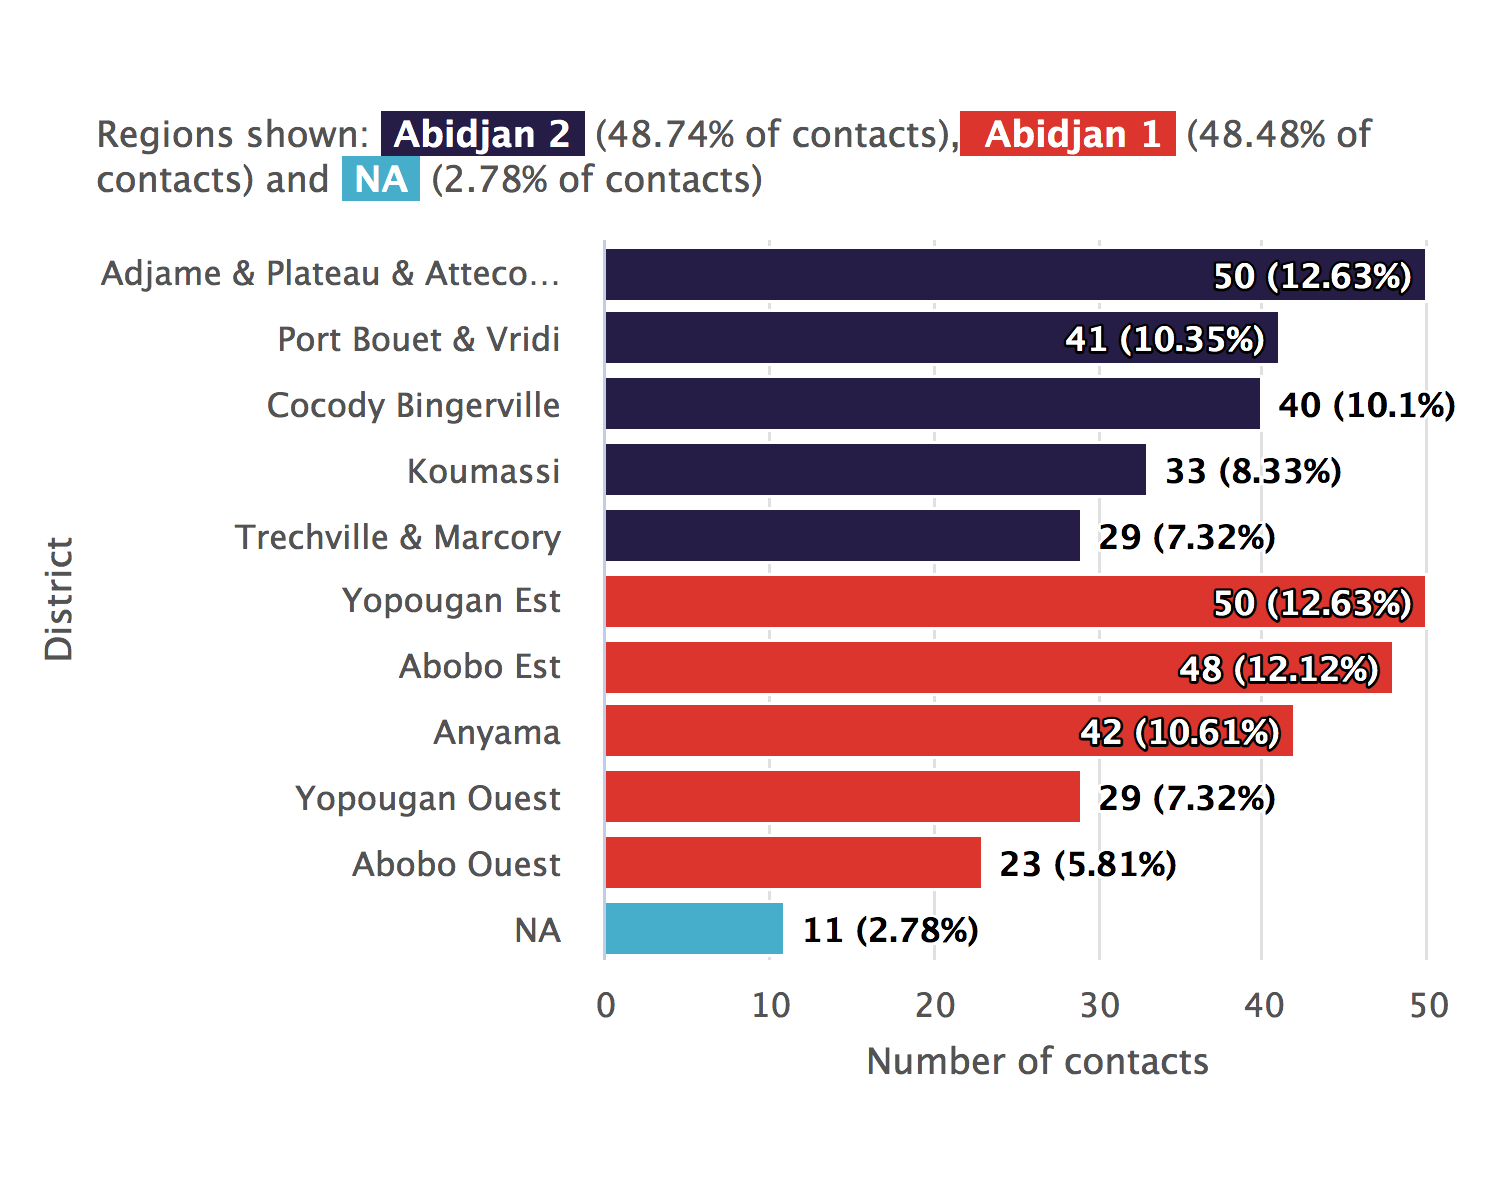 Regions shown: Abidjan 2 (48.74% of contacts), Abidjan 1 (48.48% of
contacts) and NA (2.78% of contacts)
District
Adjame & Plateau & Atteco… 50 (12.63%)
Port Bouet & Vridi 41 (10.35%)
Cocody Bingerville 40 (10.1%)
Koumassi 33 (8.33%)
Trechville & Marcory 29 (7.32%)
Yopougan Est 50 (12.63%)
Abobo Est 48 (12.12%)
Anyama 42 (10.61%)
Yopougan Ouest 29 (7.32%)
Abobo Ouest 23 (5.81%)
NA 11 (2.78%)
0 10 20 30 40 50
Number of contacts